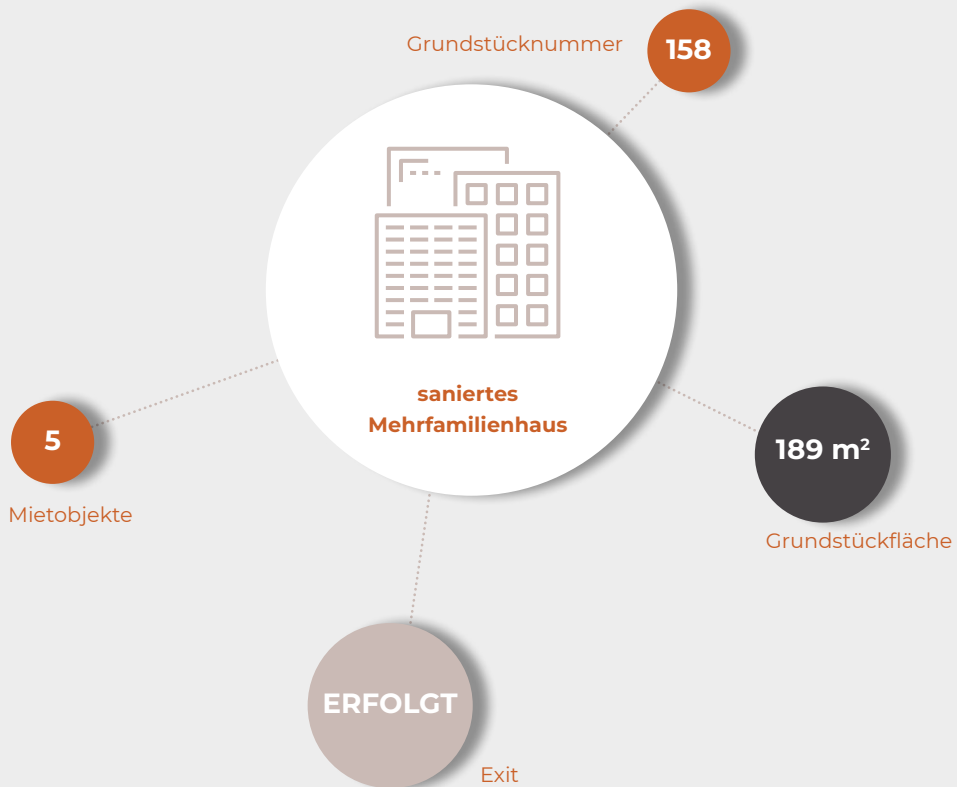 Grundstücknummer
158
saniertes
Mehrfamilienhaus
5
Mietobjekte
189 m²
Grundstückfläche
ERFOLGT
Exit